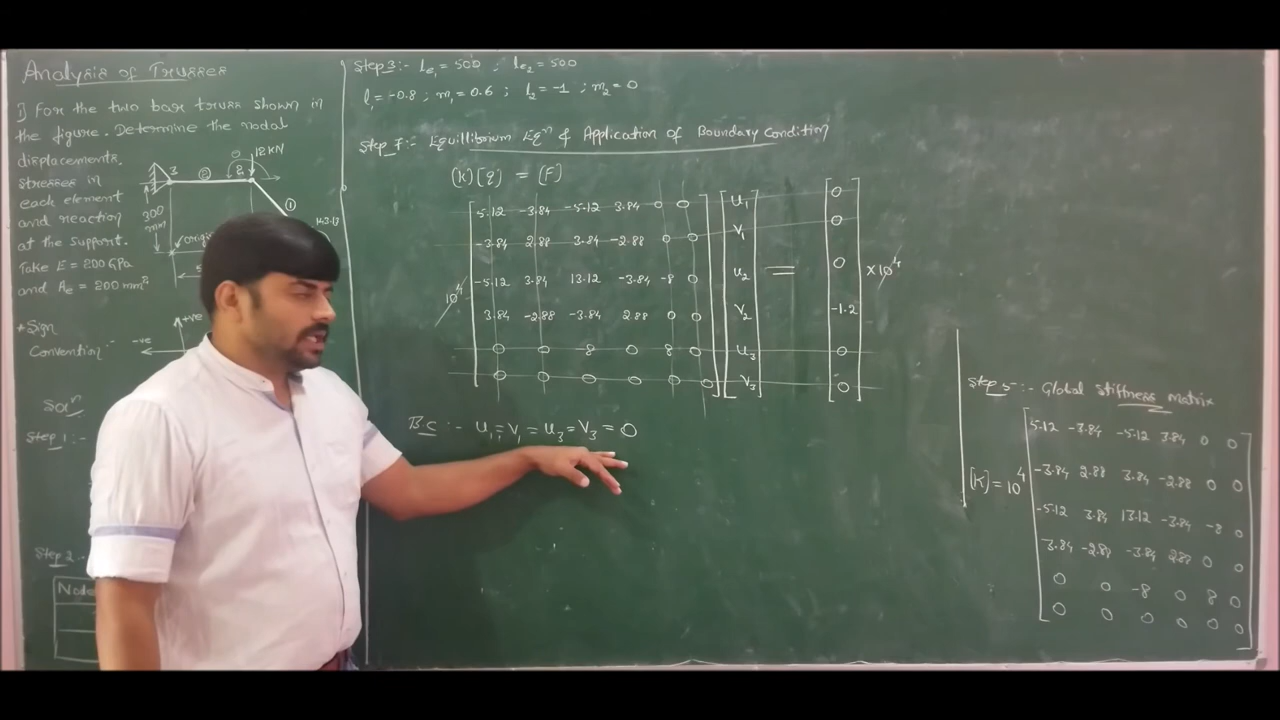 Analysis of Trusses
1) For the two bar truss shown in
the figure. Determine the nodal
displacements.
stresses in
each element
and reaction
at the support.
Take E = 200 GPa
and Ae = 200 mm²
12 KN
3
2
2
1
300
mm
143.13
* Sign
Convention :-
-ve
+ve
Solⁿ
Step 1 :-
Step 2 :-
Node
Step 3 :- le₁ = 500 ; le₂ = 500
l₁ = -0.8 ; m₁ = 0.6 ; l₂ = -1 ; m₂ = 0
Step 7 :- Equillibrium Eqⁿ & Application of Boundary Condition
[K] [q] = [F]
5.12 -3.84 -5.12 3.84 0 0 u₁ 0
-3.84 2.88 3.84 -2.88 0 0 v₁ 0
10⁴ -5.12 3.84 13.12 -3.84 -8 0 u₂ = 0 ×10⁴
3.84 -2.88 -3.84 2.88 0 0 v₂ -1.2
0 0 8 0 8 0 u₃ 0
0 0 0 0 0 0 v₃ 0
B.C :- u₁ = v₁ = u₃ = v₃ = 0
Step 5 :- Global stiffness matrix
5.12 -3.84 -5.12 3.84 0 0
-3.84 2.88 3.84 -2.88 0 0
[K] = 10⁴
-5.12 3.84 13.12 -3.84 -8 0
3.84 -2.88 -3.84 2.88 0 0
0 0 -8 0 8 0
0 0 0 0 0 0